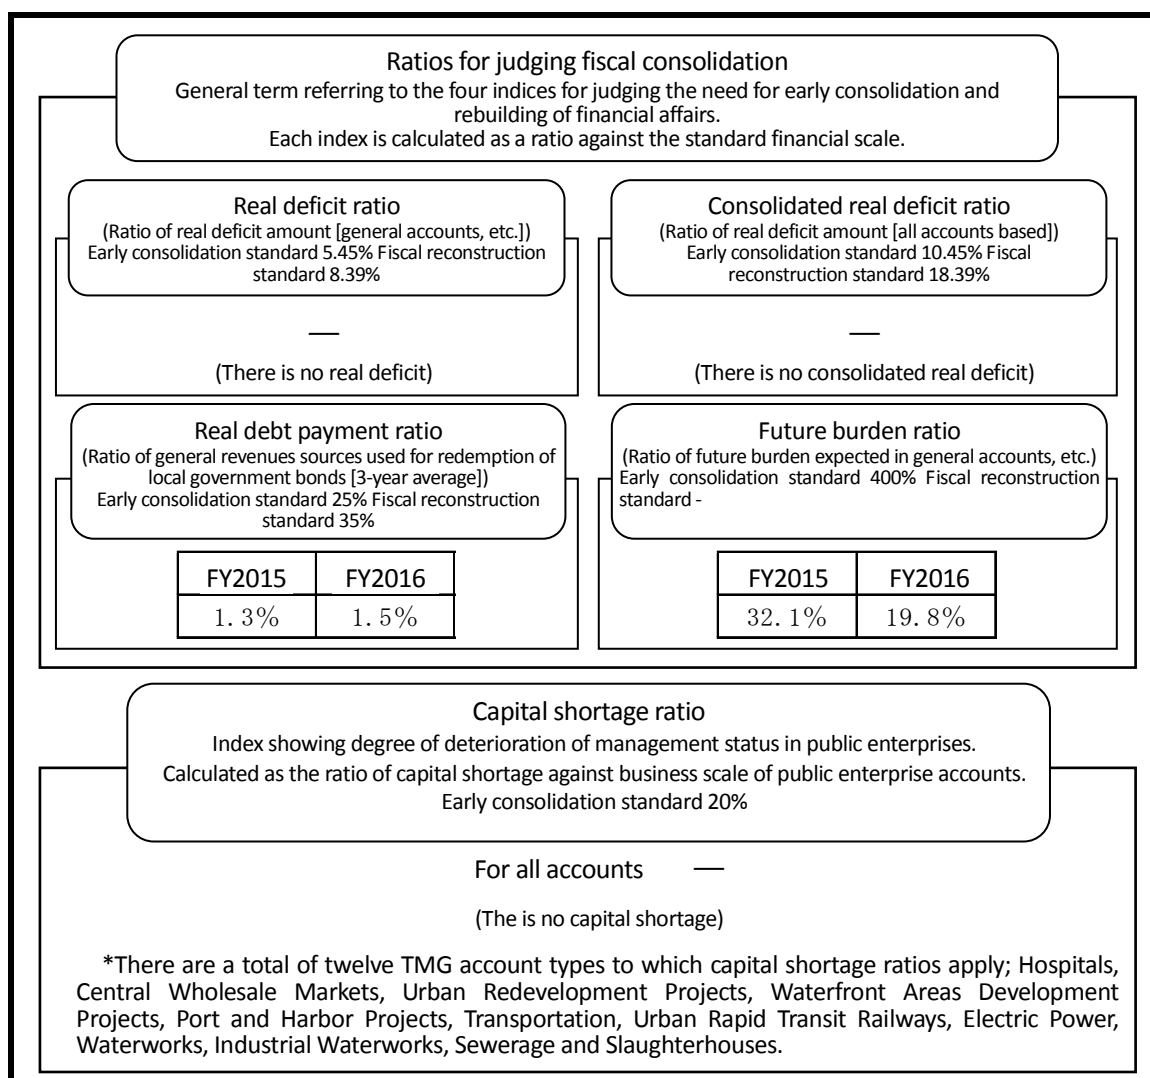 Ratios for judging fiscal consolidation
General term referring to the four indices for judging the need for early consolidation and
rebuilding of financial affairs.
Each index is calculated as a ratio against the standard financial scale.
Real deficit ratio
(Ratio of real deficit amount [general accounts, etc.])
Early consolidation standard 5.45% Fiscal reconstruction
standard 8.39%
—
(There is no real deficit)
Consolidated real deficit ratio
(Ratio of real deficit amount [all accounts based])
Early consolidation standard 10.45% Fiscal
reconstruction standard 18.39%
—
(There is no consolidated real deficit)
Real debt payment ratio
(Ratio of general revenues sources used for redemption of
local government bonds [3-year average])
Early consolidation standard 25% Fiscal reconstruction
standard 35%
FY2015 FY2016
1.3% 1.5%
Future burden ratio
(Ratio of future burden expected in general accounts, etc.)
Early consolidation standard 400% Fiscal reconstruction
standard -
FY2015 FY2016
32.1% 19.8%
Capital shortage ratio
Index showing degree of deterioration of management status in public enterprises.
Calculated as the ratio of capital shortage against business scale of public enterprise accounts.
Early consolidation standard 20%
For all accounts —
(The is no capital shortage)
*There are a total of twelve TMG account types to which capital shortage ratios apply; Hospitals,
Central Wholesale Markets, Urban Redevelopment Projects, Waterfront Areas Development
Projects, Port and Harbor Projects, Transportation, Urban Rapid Transit Railways, Electric Power,
Waterworks, Industrial Waterworks, Sewerage and Slaughterhouses.